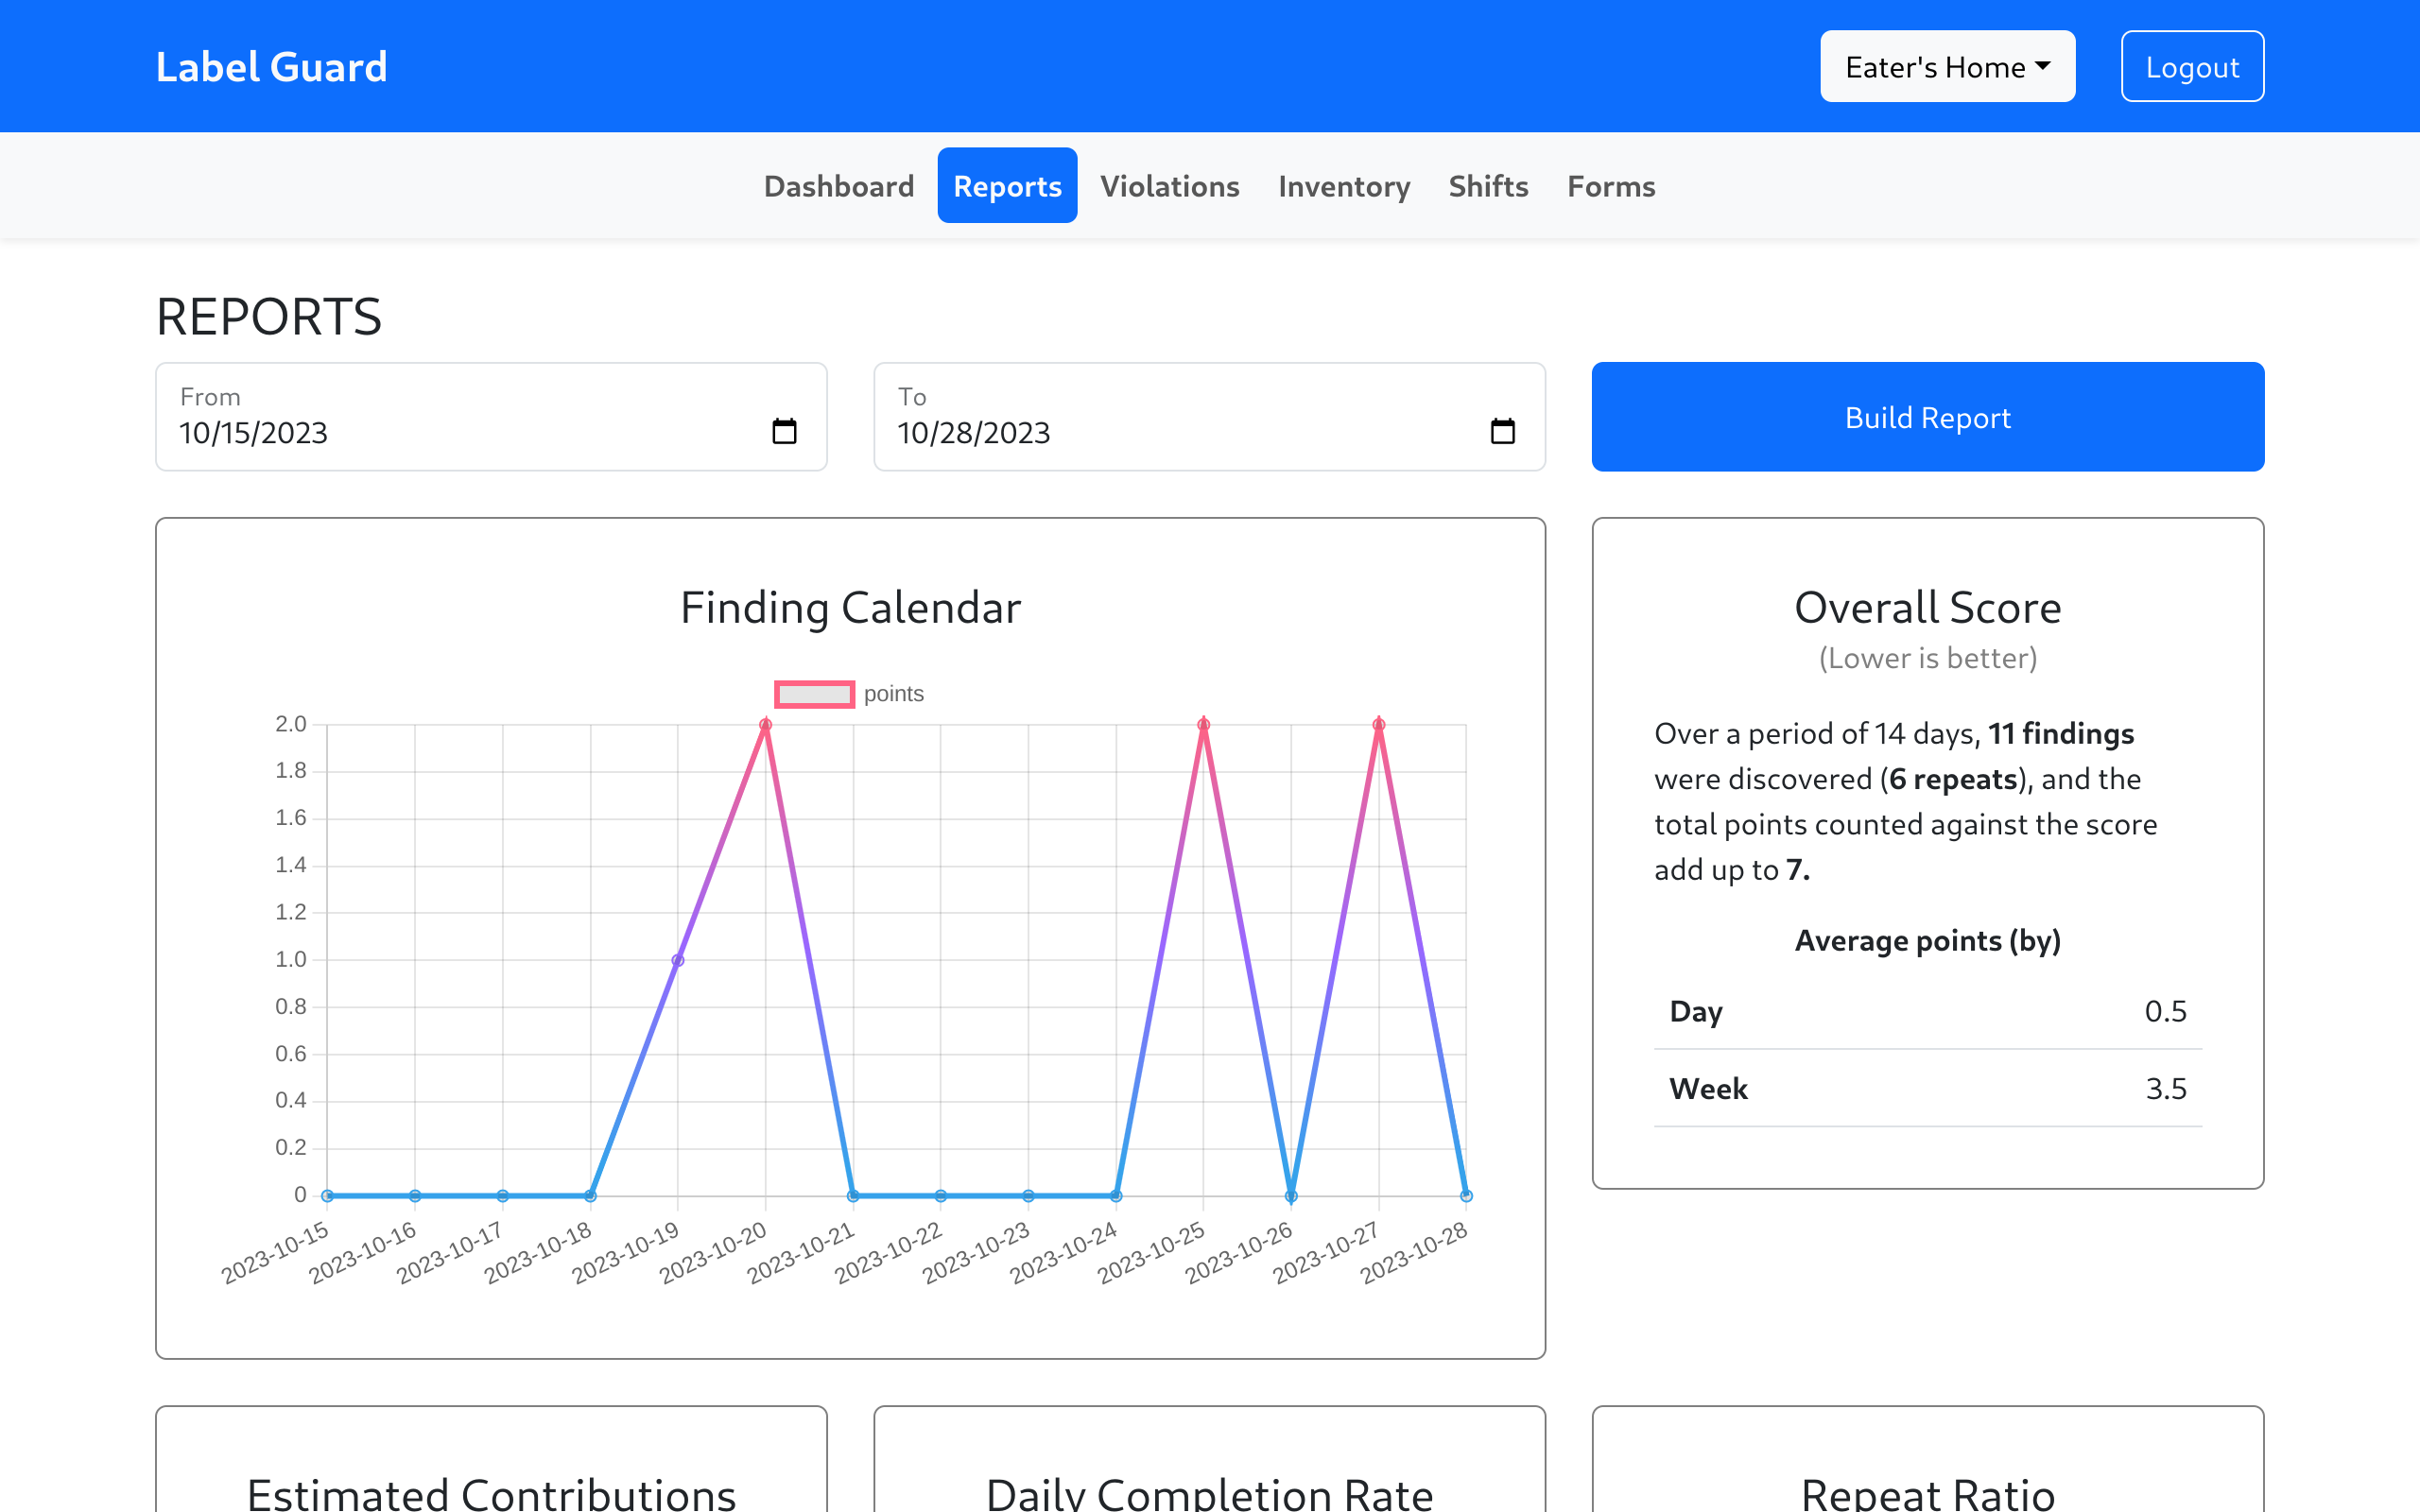 Label Guard
Eater's Home
Logout
Dashboard
Reports
Violations
Inventory
Shifts
Forms
REPORTS
From
10/15/2023
To
10/28/2023
Build Report
Finding Calendar
points
2.0
1.8
1.6
1.4
1.2
1.0
0.8
0.6
0.4
0.2
0
2023-10-15
2023-10-16
2023-10-17
2023-10-18
2023-10-19
2023-10-20
2023-10-21
2023-10-22
2023-10-23
2023-10-24
2023-10-25
2023-10-26
2023-10-27
2023-10-28
Overall Score
(Lower is better)
Over a period of 14 days, 11 findings
were discovered (6 repeats), and the
total points counted against the score
add up to 7.
Average points (by)
Day 0.5
Week 3.5
Estimated Contributions
Daily Completion Rate
Repeat Ratio